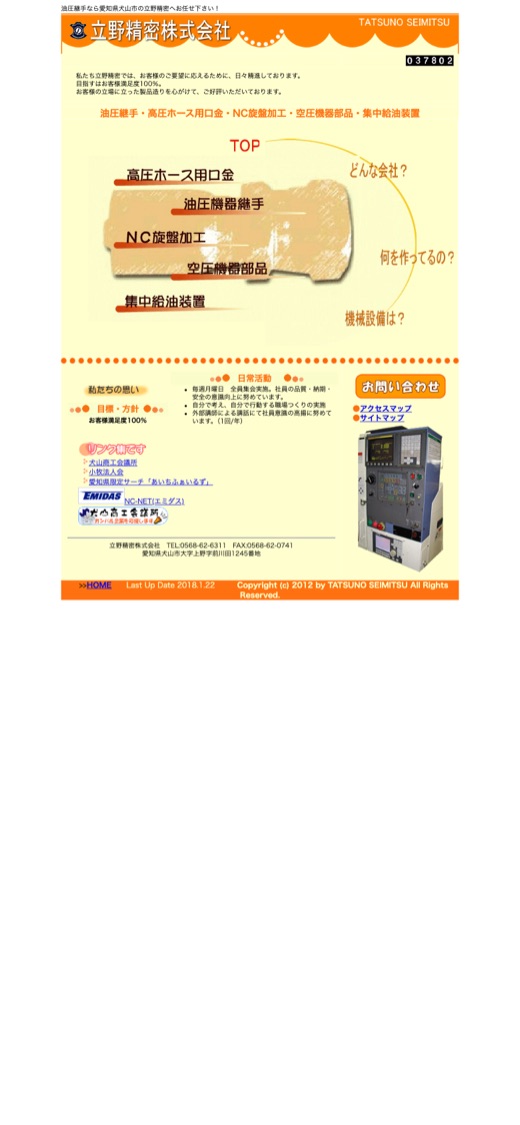 油圧継手なら愛知県犬山市の立野精密へお任せ下さい！
立野精密株式会社
TATSUNO SEIMITSU
037802
私たち立野精密では、お客様のご要望に応えるために、日々精進しております。
目指すはお客様満足度100%。
お客様の立場に立った製品造りを心がけて、ご好評いただいております。
油圧継手・高圧ホース用口金・NC旋盤加工・空圧機器部品・集中給油装置
TOP
どんな会社？
高圧ホース用口金
油圧機器継手
NC旋盤加工
何を作ってるの？
空圧機器部品
集中給油装置
機械設備は？
私たちの思い
目標・方針
お客様満足度100%
日常活動
毎週月曜日　全員集会実施。社員の品質・納期・
安全の意識向上に努めています。
自分で考え、自分で行動する職場つくりの実施
外部講師による講話にて社員意識の高揚に努めて
います。（1回/年）
お問い合わせ
アクセスマップ
サイトマップ
リンク集です
犬山商工会議所
小牧法人会
愛知県限定サーチ「あいちふぁいるず」
EMIDAS NC-NET(エミダス)
犬山商工会議所
立野精密株式会社　TEL:0568-62-6311　FAX:0568-62-0741
愛知県犬山市大字上野字前川田1245番地
>>HOME
Last Up Date 2018.1.22
Copyright (c) 2012 by TATSUNO SEIMITSU All Rights
Reserved.